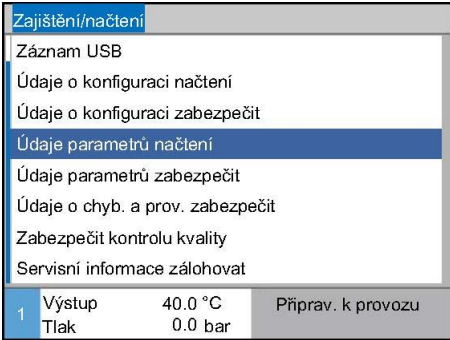 Zajištění/načtení
Záznam USB
Údaje o konfiguraci načtení
Údaje o konfiguraci zabezpečit
Údaje parametrů načtení
Údaje parametrů zabezpečit
Údaje o chyb. a prov. zabezpečit
Zabezpečit kontrolu kvality
Servisní informace zálohovat
1 Výstup 40.0 °C Připrav. k provozu
Tlak 0.0 bar